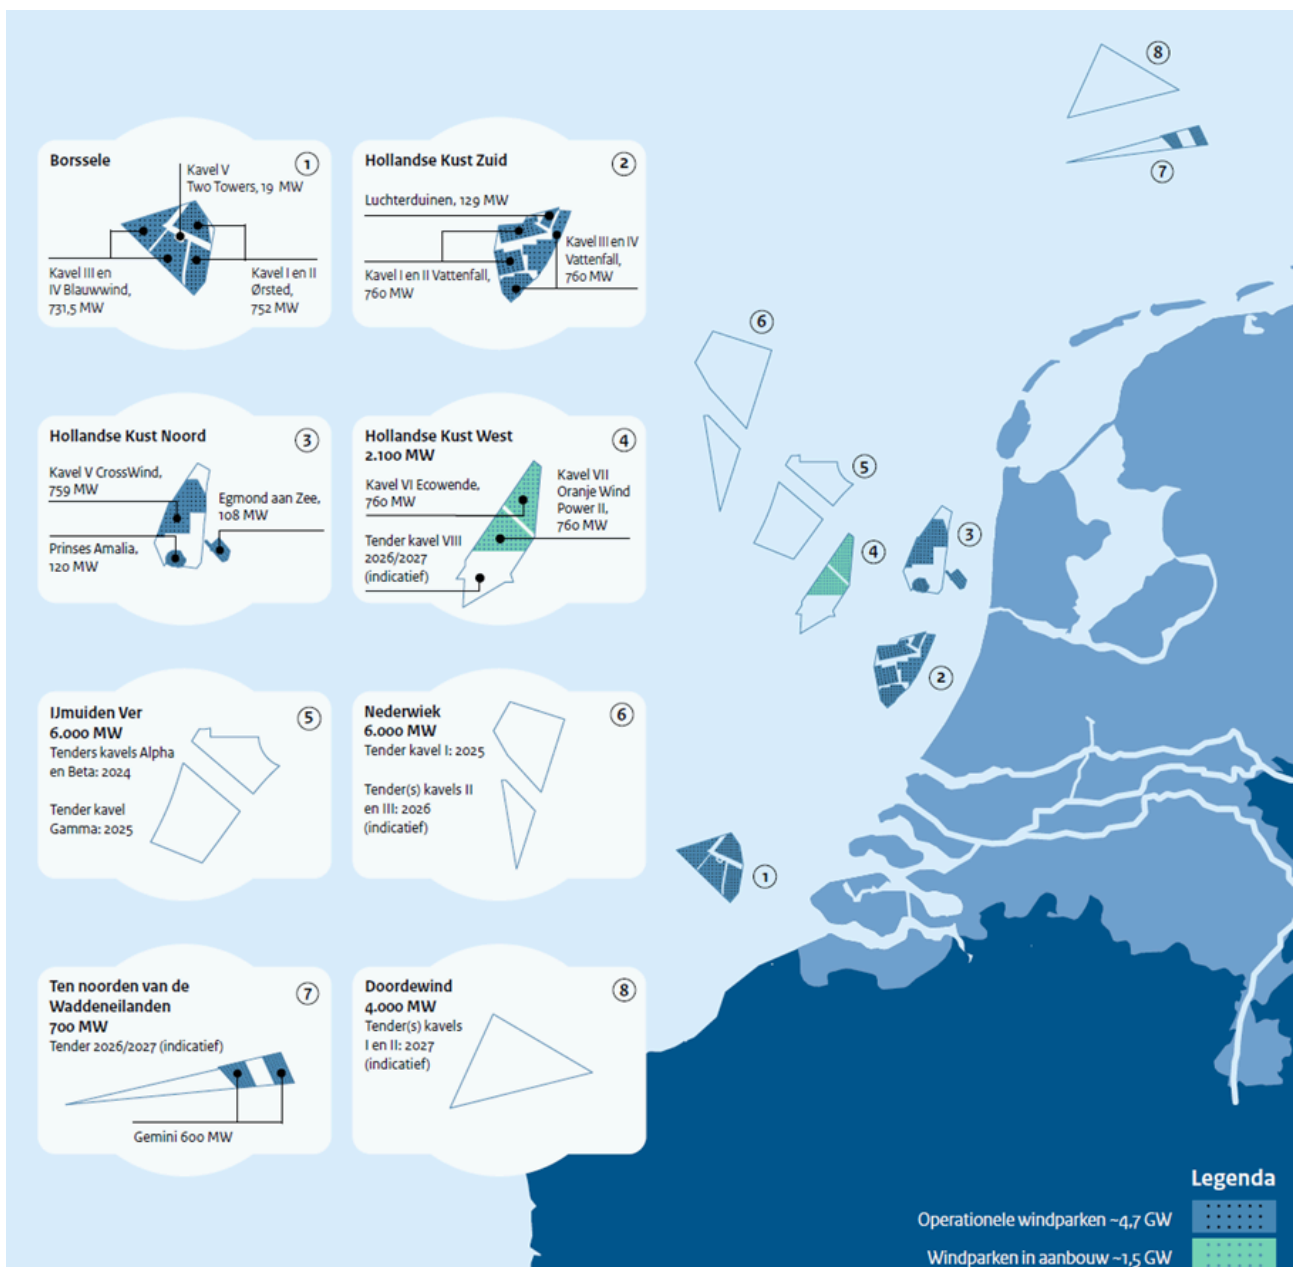 Borssele
1
Kavel V
Two Towers, 19 MW
Kavel III en
IV Blauwwind,
731,5 MW
Kavel I en II
Ørsted,
752 MW
Hollandse Kust Zuid
2
Luchterduinen, 129 MW
Kavel I en II Vattenfall,
760 MW
Kavel III en IV
Vattenfall,
760 MW
Hollandse Kust Noord
3
Kavel V CrossWind,
759 MW
Egmond aan Zee,
108 MW
Prinses Amalia,
120 MW
Hollandse Kust West
4
2.100 MW
Kavel VI Ecowende,
760 MW
Kavel VII
Oranje Wind
Power II,
760 MW
Tender kavel VIII
2026/2027
(indicatief)
IJmuiden Ver
5
6.000 MW
Tenders kavels Alpha
en Beta: 2024
Tender kavel
Gamma: 2025
Nederwiek
6
6.000 MW
Tender kavel I: 2025
Tender(s) kavels II
en III: 2026
(indicatief)
Ten noorden van de
Waddeneilanden
7
700 MW
Tender 2026/2027 (indicatief)
Gemini 600 MW
Doordewind
8
4.000 MW
Tender(s) kavels
I en II: 2027
(indicatief)
8
7
6
5
4
3
2
1
Legenda
Operationele windparken ~4,7 GW
Windparken in aanbouw ~1,5 GW